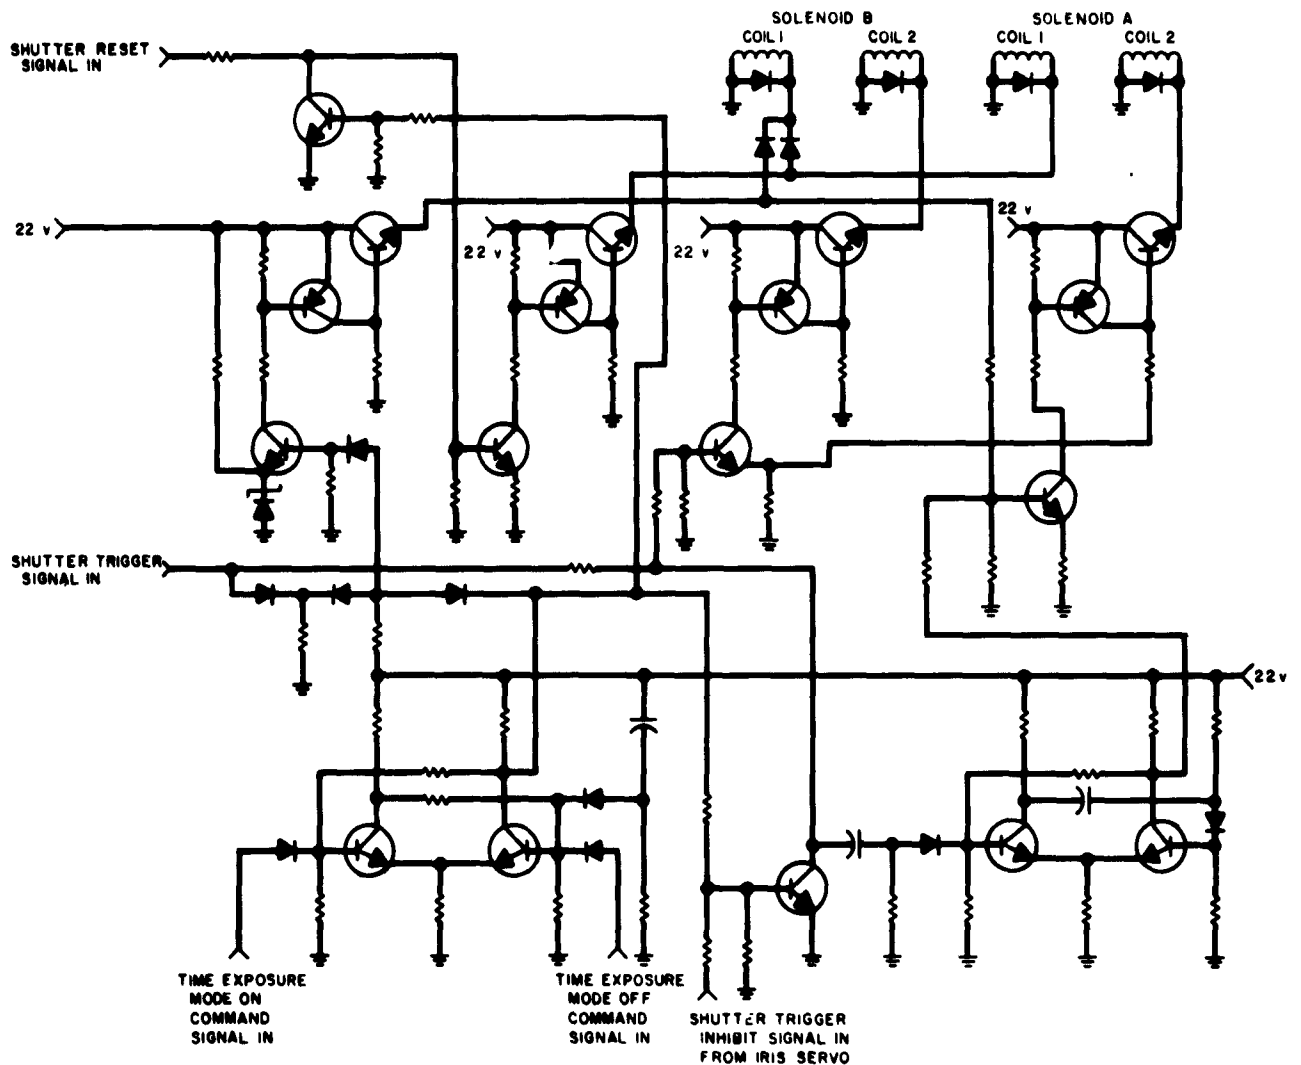 SOLENOID B
SOLENOID A
COIL 1
COIL 2
COIL 1
COIL 2
SHUTTER RESET
SIGNAL IN
22 V
22 V
22 V
22 V
SHUTTER TRIGGER
SIGNAL IN
22 V
TIME EXPOSURE
MODE ON
COMMAND
SIGNAL IN
TIME EXPOSURE
MODE OFF
COMMAND
SIGNAL IN
SHUTTER TRIGGER
INHIBIT SIGNAL IN
FROM IRIS SERVO